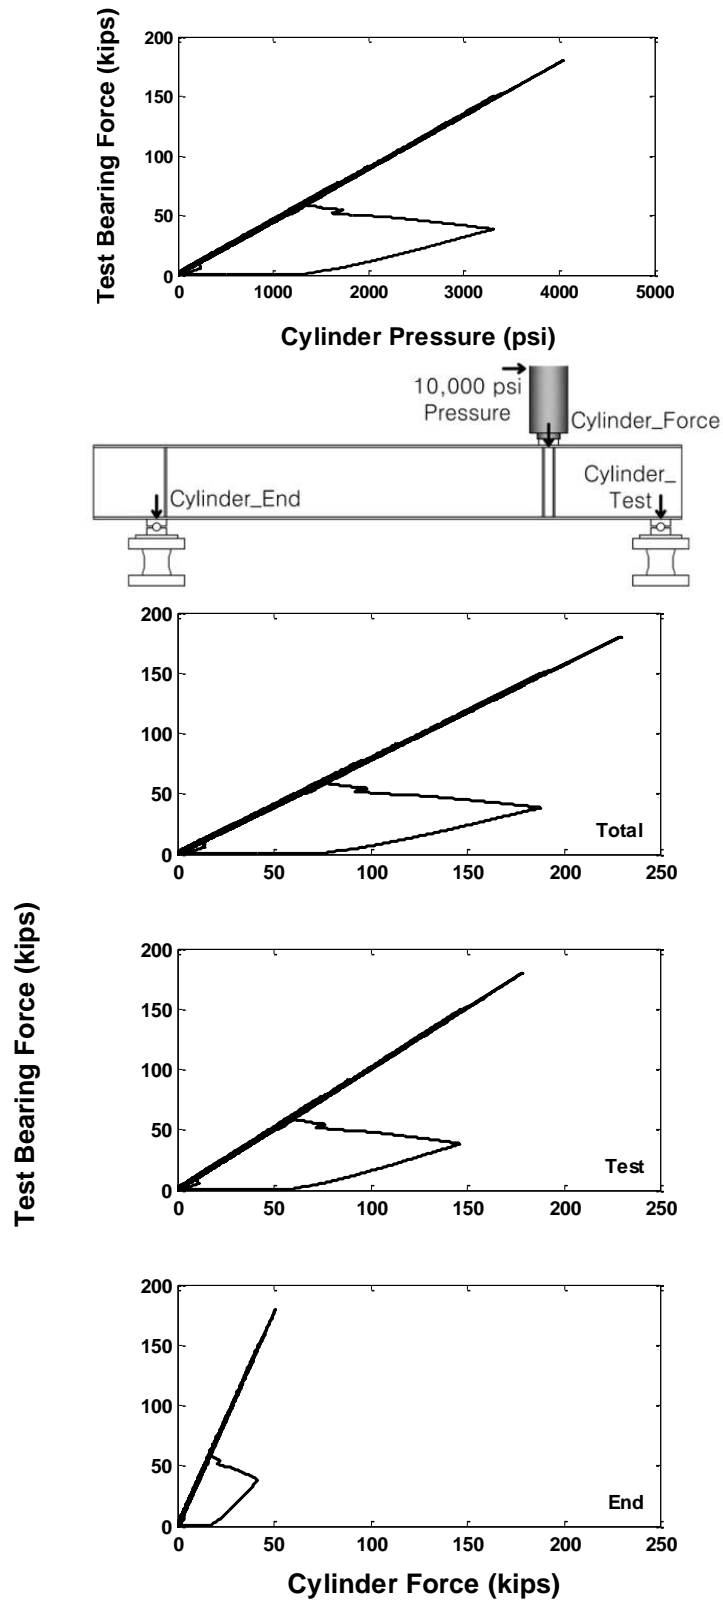 Test Bearing Force (kips)
200
150
100
50
0
0 1000 2000 3000 4000 5000
Cylinder Pressure (psi)
10,000 psi
Pressure
Cylinder_Force
Cylinder_End
Cylinder_
Test
Test Bearing Force (kips)
200
150
100
50
0
Total
0 50 100 150 200 250
200
150
100
50
0
Test
0 50 100 150 200 250
200
150
100
50
0
End
0 50 100 150 200 250
Cylinder Force (kips)